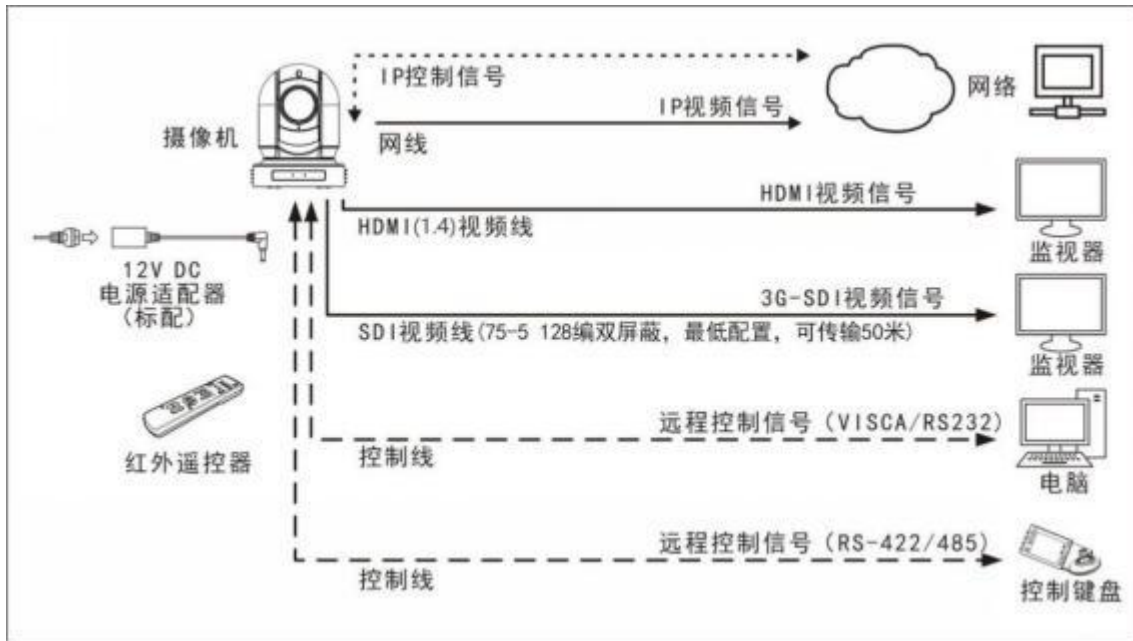 IP控制信号
网络
IP视频信号
摄像机
网线
HDMI视频信号
HDMI(1.4)视频线
监视器
12V DC
电源适配器
(标配)
3G-SDI视频信号
SDI视频线(75-5 128编双屏蔽，最低配置，可传输50米)
监视器
远程控制信号(VISCA/RS232)
控制线
红外遥控器
电脑
远程控制信号(RS-422/485)
控制线
控制键盘